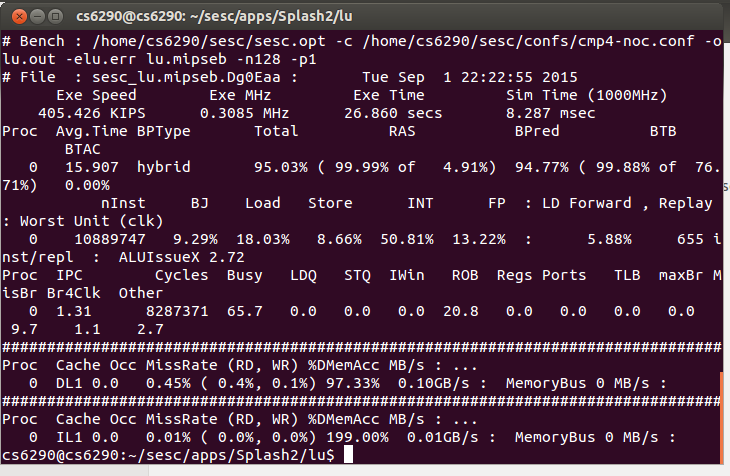 cs6290@cs6290: ~/sesc/apps/Splash2/lu
# Bench : /home/cs6290/sesc/sesc.opt -c /home/cs6290/sesc/confs/cmp4-noc.conf -o
lu.out -elu.err lu.mipseb -n128 -p1
# File : sesc_lu.mipseb.Dg0Eaa : Tue Sep 1 22:22:55 2015
Exe Speed Exe MHz Exe Time Sim Time (1000MHz)
405.426 KIPS 0.3085 MHz 26.860 secs 8.287 msec
Proc Avg.Time BPType Total RAS BPred BTB
BTAC
0 15.907 hybrid 95.03% ( 99.99% of 4.91%) 94.77% ( 99.88% of 76.
71%) 0.00%
nInst BJ Load Store INT FP : LD Forward , Replay
: Worst Unit (clk)
0 10889747 9.29% 18.03% 8.66% 50.81% 13.22% : 5.88% 655 i
nst/repl : ALUIssueX 2.72
Proc IPC Cycles Busy LDQ STQ IWin ROB Regs Ports TLB maxBr M
isBr Br4Clk Other
0 1.31 8287371 65.7 0.0 0.0 0.0 20.8 0.0 0.0 0.0 0.0
9.7 1.1 2.7
################################################################################
Proc Cache Occ MissRate (RD, WR) %DMemAcc MB/s : ...
0 DL1 0.0 0.45% ( 0.4%, 0.1%) 97.33% 0.10GB/s : MemoryBus 0 MB/s :
################################################################################
Proc Cache Occ MissRate (RD, WR) %DMemAcc MB/s : ...
0 IL1 0.0 0.01% ( 0.0%, 0.0%) 199.00% 0.01GB/s : MemoryBus 0 MB/s :
cs6290@cs6290:~/sesc/apps/Splash2/lu$